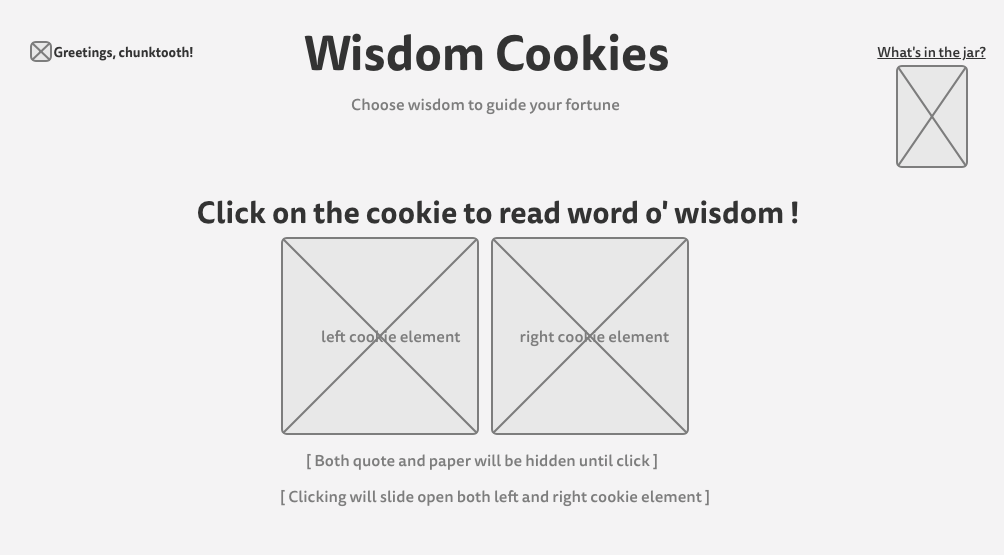 Greetings, chunktooth!
Wisdom Cookies
What's in the jar?
Choose wisdom to guide your fortune
Click on the cookie to read word o' wisdom !
left cookie element
right cookie element
[ Both quote and paper will be hidden until click ]
[ Clicking will slide open both left and right cookie element ]